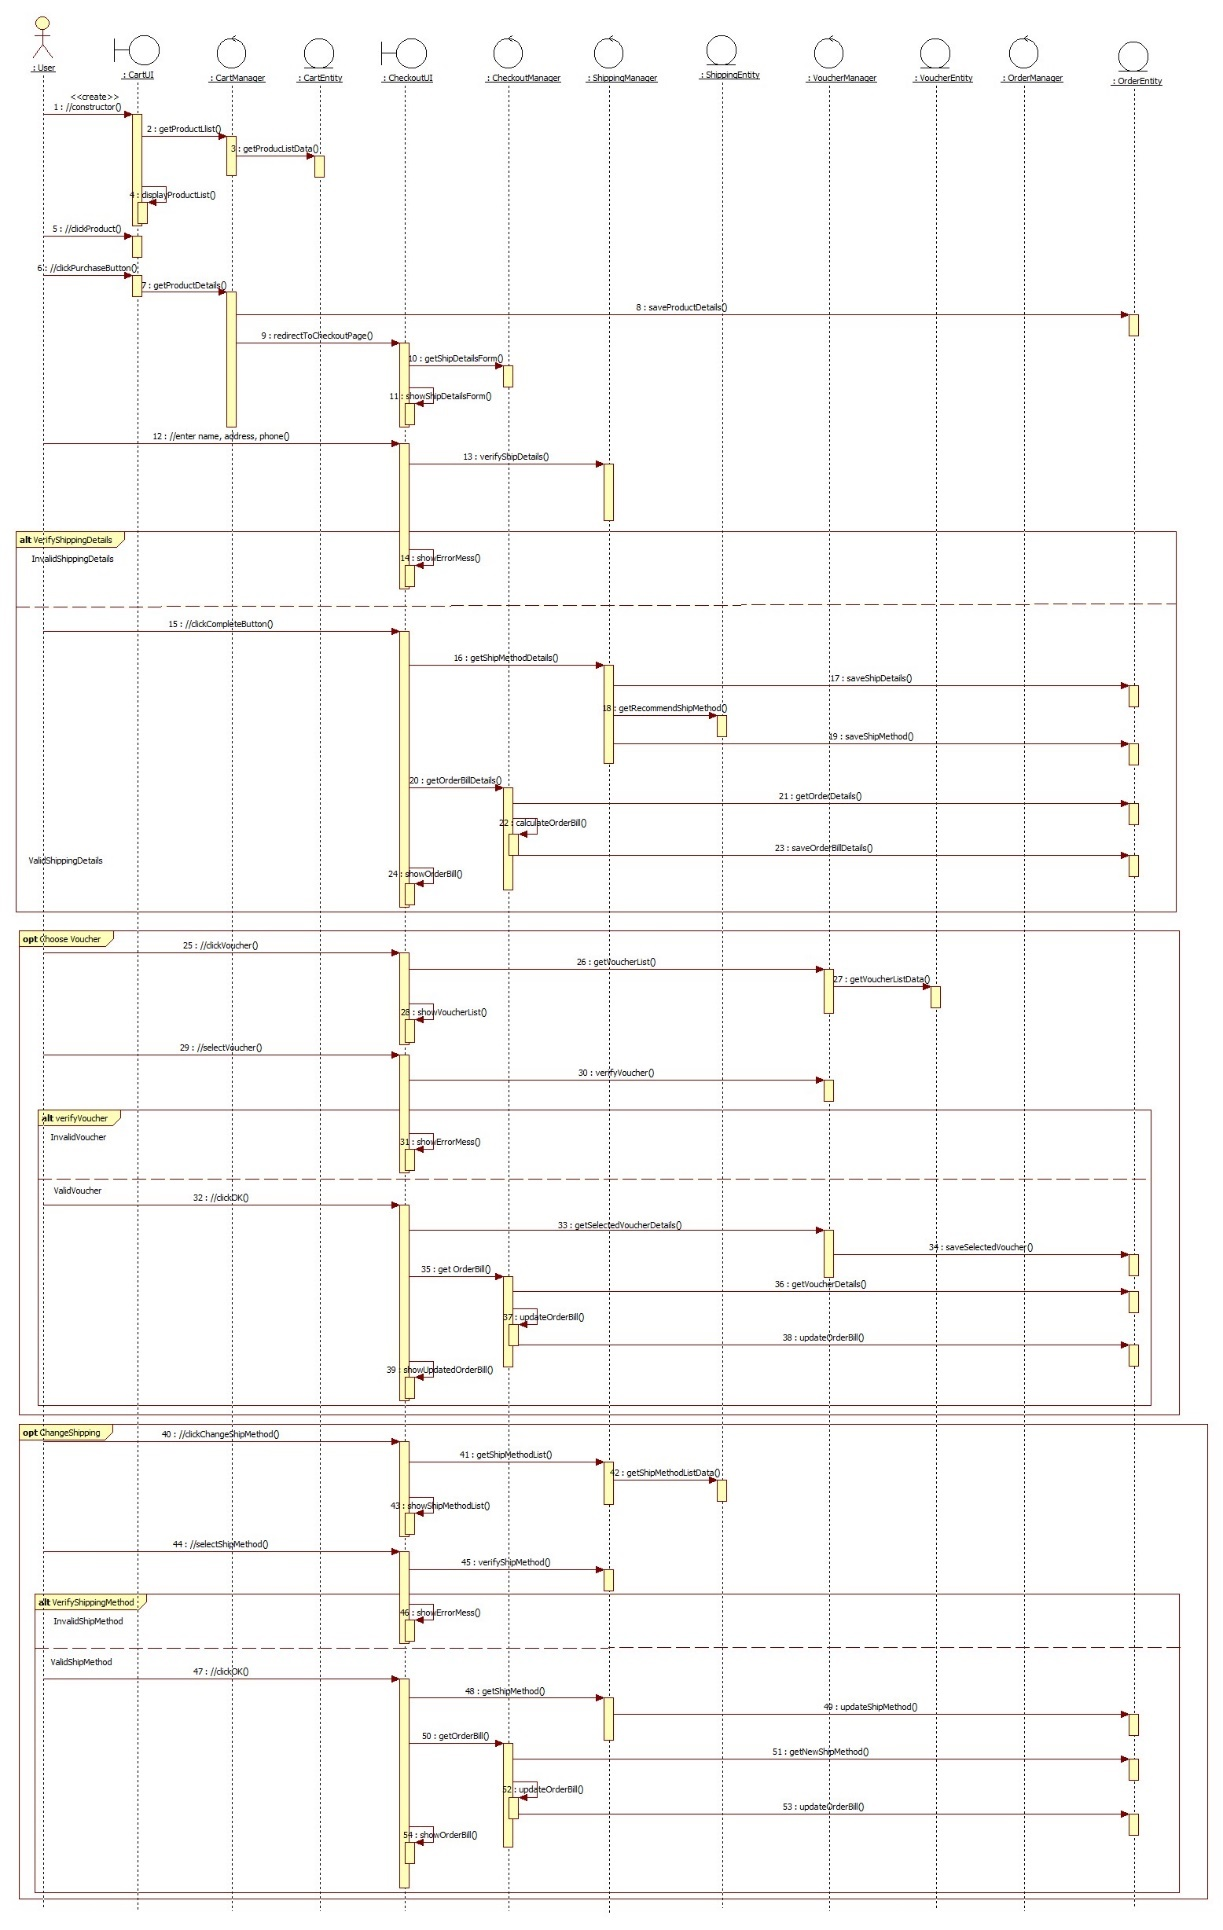 : User
: CartUI
: CartManager
: CartEntity
: CheckoutUI
: CheckoutManager
: ShippingManager
: ShippingEntity
: VoucherManager
: VoucherEntity
: OrderManager
: OrderEntity
<<create>>
1 : //constructor()
2 : getProductLlist()
3 : getProducListData()
4 : displayProductList()
5 : //clickProduct()
6 : //clickPurchaseButton()
7 : getProductDetails()
8 : saveProductDetails()
9 : redirectToCheckoutPage()
10 : getShipDetailsForm()
11 : showShipDetailsForm()
12 : //enter name, address, phone()
13 : verifyShipDetails()
alt VerifyShippingDetails
InvalidShippingDetails
14 : showErrorMess()
15 : //clickCompleteButton()
16 : getShipMethodDetails()
17 : saveShipDetails()
18 : getRecommendShipMethod()
19 : saveShipMethod()
20 : getOrderBillDetails()
21 : getOrderDetails()
22 : calculateOrderBill()
23 : saveOrderBillDetails()
ValidShippingDetails
24 : showOrderBill()
opt Choose Voucher
25 : //clickVoucher()
26 : getVoucherList()
27 : getVoucherListData()
28 : showVoucherList()
29 : //selectVoucher()
30 : verifyVoucher()
alt verifyVoucher
InvalidVoucher
31 : showErrorMess()
ValidVoucher
32 : //clickOK()
33 : getSelectedVoucherDetails()
34 : saveSelectedVoucher()
35 : get OrderBill()
36 : getVoucherDetails()
37 : updateOrderBill()
38 : updateOrderBill()
39 : showUpdatedOrderBill()
opt ChangeShipping
40 : //clickChangeShipMethod()
41 : getShipMethodList()
42 : getShipMethodListData()
43 : showShipMethodList()
44 : //selectShipMethod()
45 : verifyShipMethod()
alt VerifyShippingMethod
46 : showErrorMess()
InvalidShipMethod
ValidShipMethod
47 : //clickOK()
48 : getShipMethod()
49 : updateShipMethod()
50 : getOrderBill()
51 : getNewShipMethod()
52 : updateOrderBill()
53 : updateOrderBill()
54 : showOrderBill()